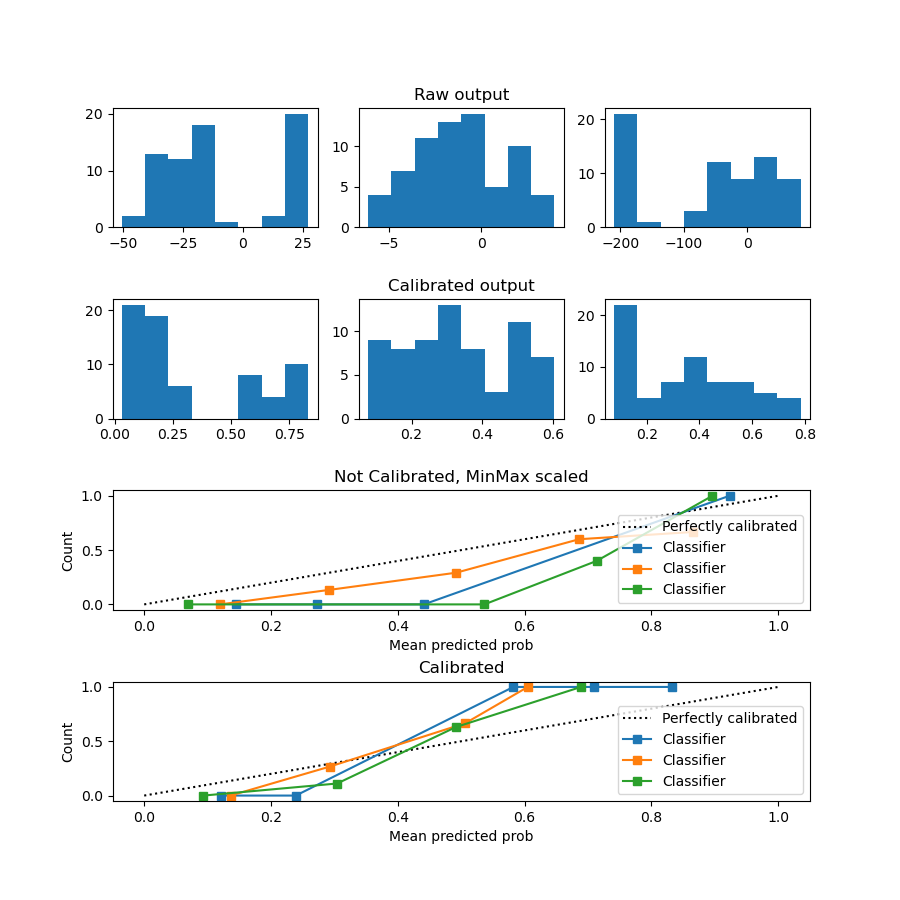 Raw output
20
10
0
−50 −25 0 25
10
5
0
−5 0
20
10
0
−200 −100 0
Calibrated output
20
10
0
0.00 0.25 0.50 0.75
10
5
0
0.2 0.4 0.6
20
10
0
0.2 0.4 0.6 0.8
Not Calibrated, MinMax scaled
Count
1.0
0.5
0.0
Perfectly calibrated
Classifier
Classifier
Classifier
0.0 0.2 0.4 0.6 0.8 1.0
Mean predicted prob
Calibrated
Count
1.0
0.5
0.0
Perfectly calibrated
Classifier
Classifier
Classifier
0.0 0.2 0.4 0.6 0.8 1.0
Mean predicted prob